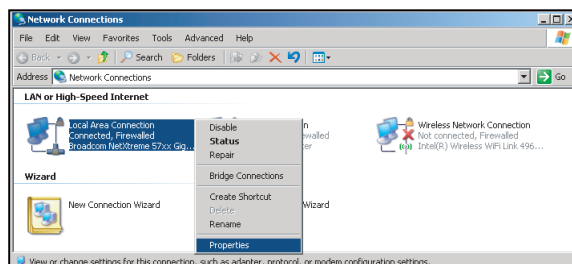 Network Connections
File Edit View Favorites Tools Advanced Help
Back Search Folders
Address Network Connections Go
LAN or High-Speed Internet
Local Area Connection
Connected, Firewalled
Broadcom NetXtreme 57xx Gig...
Disable
Status
Repair
Bridge Connections
Create Shortcut
Delete
Rename
Properties
Wireless Network Connection
Not connected, Firewalled
Intel(R) Wireless WiFi Link 496...
Wizard
New Connection Wizard
Wizard
View or change settings for this connection, such as adapter, protocol, or modem configuration settings.